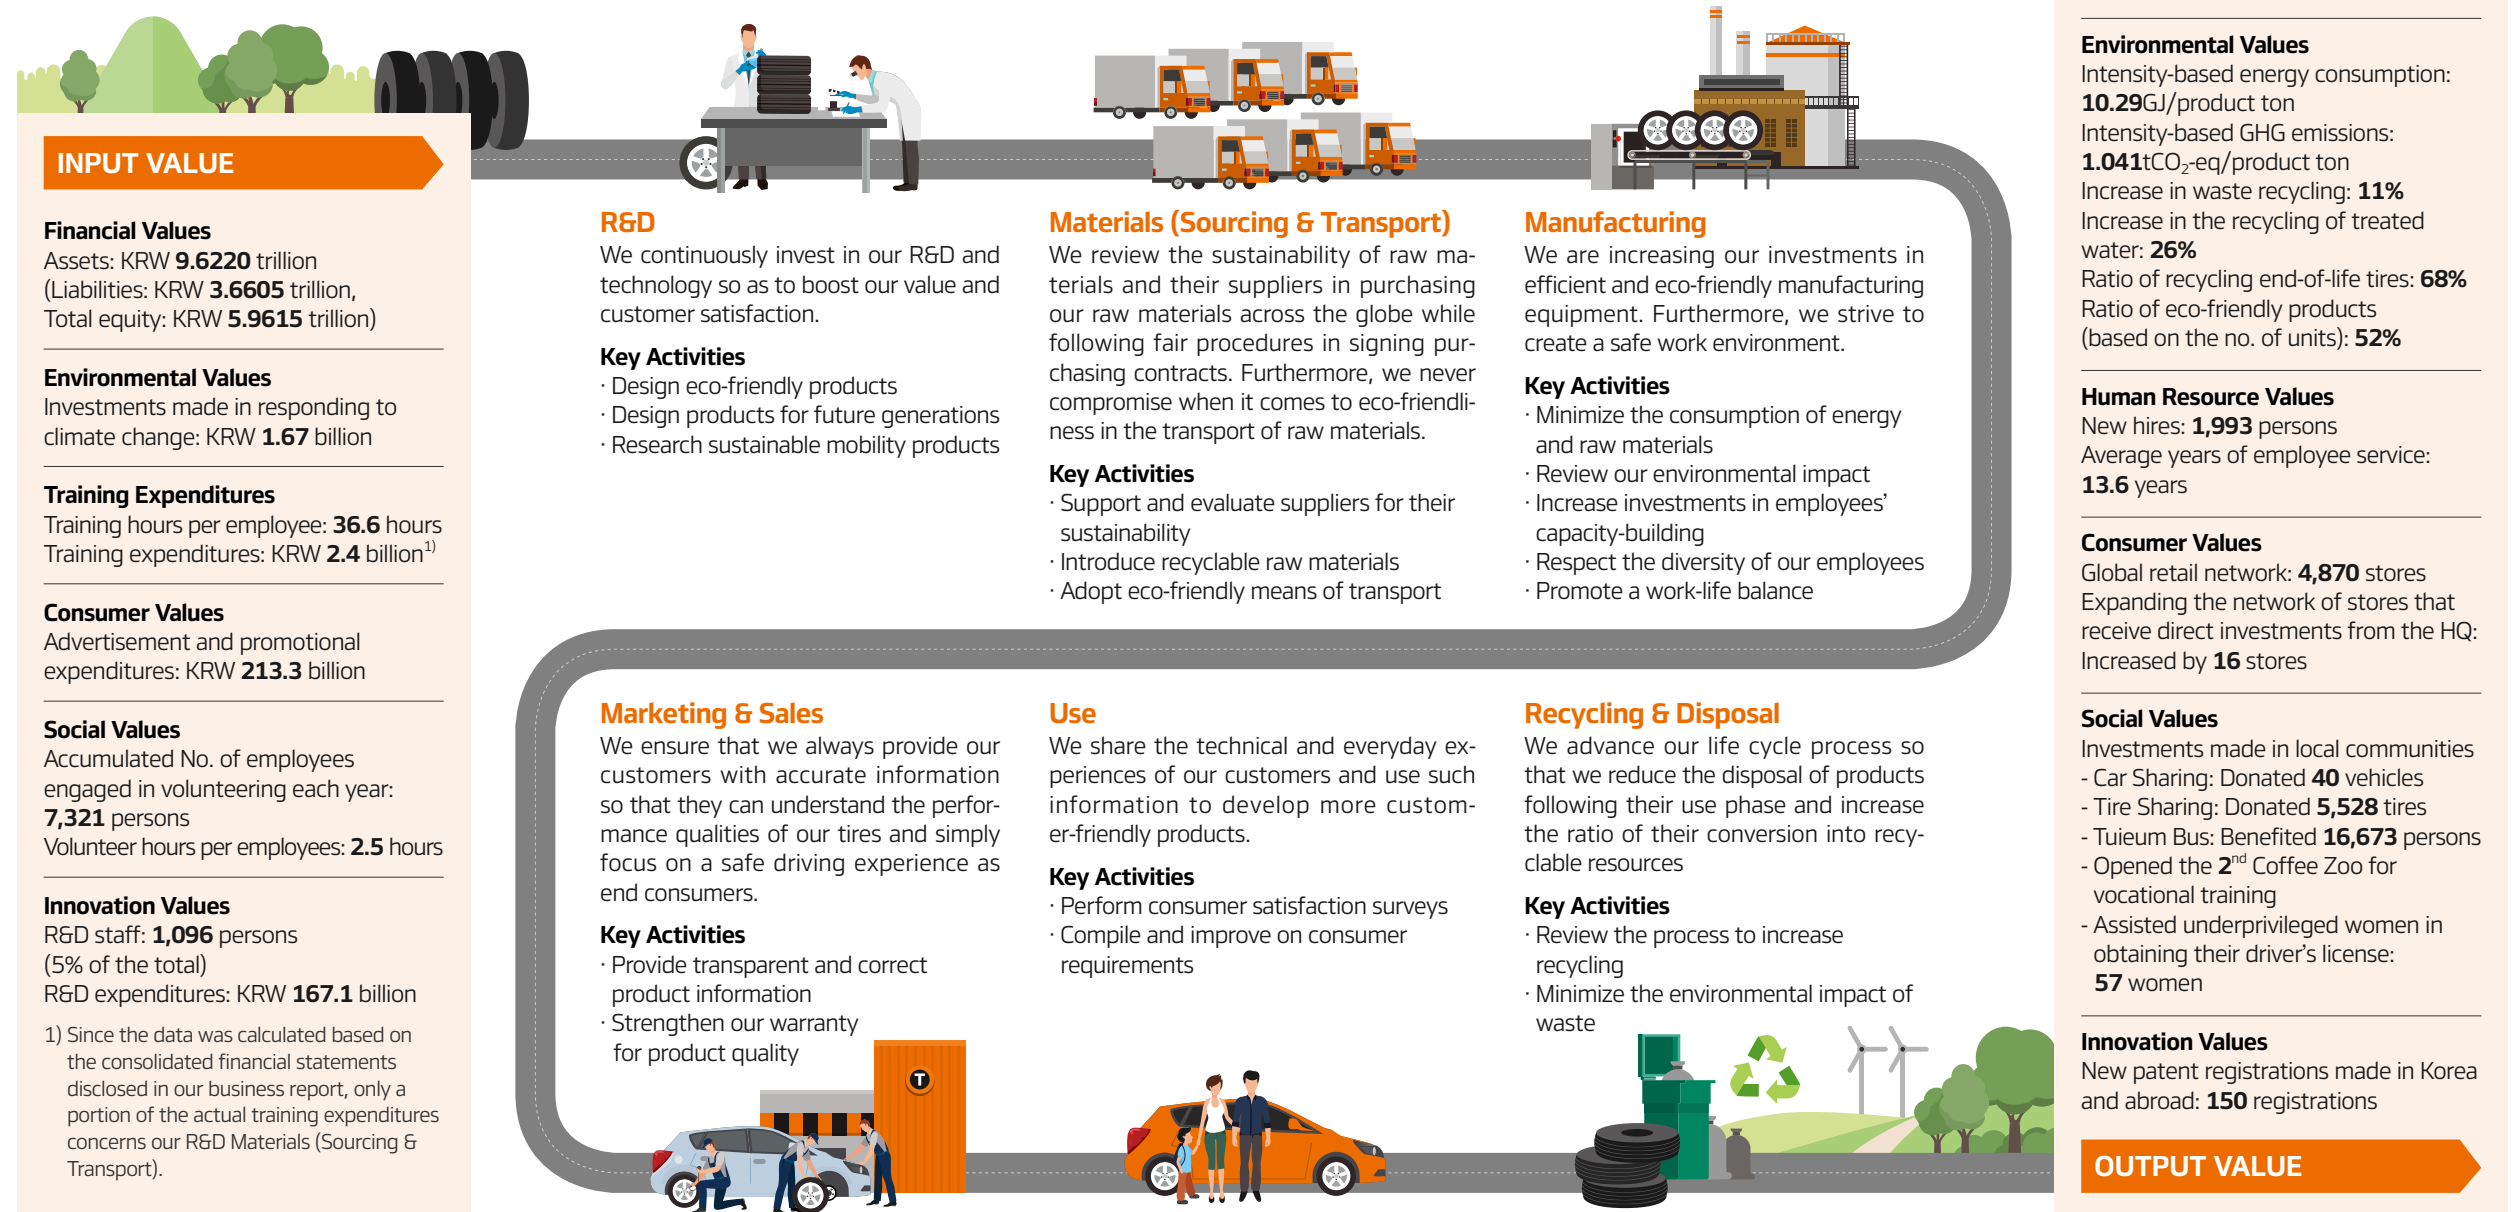 INPUT VALUE
Financial Values
Assets: KRW 9.6220 trillion
(Liabilities: KRW 3.6605 trillion,
Total equity: KRW 5.9615 trillion)
Environmental Values
Investments made in responding to
climate change: KRW 1.67 billion
Training Expenditures
Training hours per employee: 36.6 hours
Training expenditures: KRW 2.4 billion1)
Consumer Values
Advertisement and promotional
expenditures: KRW 213.3 billion
Social Values
Accumulated No. of employees
engaged in volunteering each year:
7,321 persons
Volunteer hours per employees: 2.5 hours
Innovation Values
R&D staff: 1,096 persons
(5% of the total)
R&D expenditures: KRW 167.1 billion
1) Since the data was calculated based on
the consolidated financial statements
disclosed in our business report, only a
portion of the actual training expenditures
concerns our R&D Materials (Sourcing &
Transport).
R&D
We continuously invest in our R&D and
technology so as to boost our value and
customer satisfaction.
Key Activities
· Design eco-friendly products
· Design products for future generations
· Research sustainable mobility products
Materials (Sourcing & Transport)
We review the sustainability of raw ma-
terials and their suppliers in purchasing
our raw materials across the globe while
following fair procedures in signing pur-
chasing contracts. Furthermore, we never
compromise when it comes to eco-friendli-
ness in the transport of raw materials.
Key Activities
· Support and evaluate suppliers for their
sustainability
· Introduce recyclable raw materials
· Adopt eco-friendly means of transport
Manufacturing
We are increasing our investments in
efficient and eco-friendly manufacturing
equipment. Furthermore, we strive to
create a safe work environment.
Key Activities
· Minimize the consumption of energy
and raw materials
· Review our environmental impact
· Increase investments in employees’
capacity-building
· Respect the diversity of our employees
· Promote a work-life balance
Marketing & Sales
We ensure that we always provide our
customers with accurate information
so that they can understand the perfor-
mance qualities of our tires and simply
focus on a safe driving experience as
end consumers.
Key Activities
· Provide transparent and correct
product information
· Strengthen our warranty
for product quality
T
Use
We share the technical and everyday ex-
periences of our customers and use such
information to develop more custom-
er-friendly products.
Key Activities
· Perform consumer satisfaction surveys
· Compile and improve on consumer
requirements
Recycling & Disposal
We advance our life cycle process so
that we reduce the disposal of products
following their use phase and increase
the ratio of their conversion into recy-
clable resources
Key Activities
· Review the process to increase
recycling
· Minimize the environmental impact of
waste
Environmental Values
Intensity-based energy consumption:
10.29GJ/product ton
Intensity-based GHG emissions:
1.041tCO2-eq/product ton
Increase in waste recycling: 11%
Increase in the recycling of treated
water: 26%
Ratio of recycling end-of-life tires: 68%
Ratio of eco-friendly products
(based on the no. of units): 52%
Human Resource Values
New hires: 1,993 persons
Average years of employee service:
13.6 years
Consumer Values
Global retail network: 4,870 stores
Expanding the network of stores that
receive direct investments from the HQ:
Increased by 16 stores
Social Values
Investments made in local communities
- Car Sharing: Donated 40 vehicles
- Tire Sharing: Donated 5,528 tires
- Tuieum Bus: Benefited 16,673 persons
- Opened the 2nd Coffee Zoo for
vocational training
- Assisted underprivileged women in
obtaining their driver’s license:
57 women
Innovation Values
New patent registrations made in Korea
and abroad: 150 registrations
OUTPUT VALUE